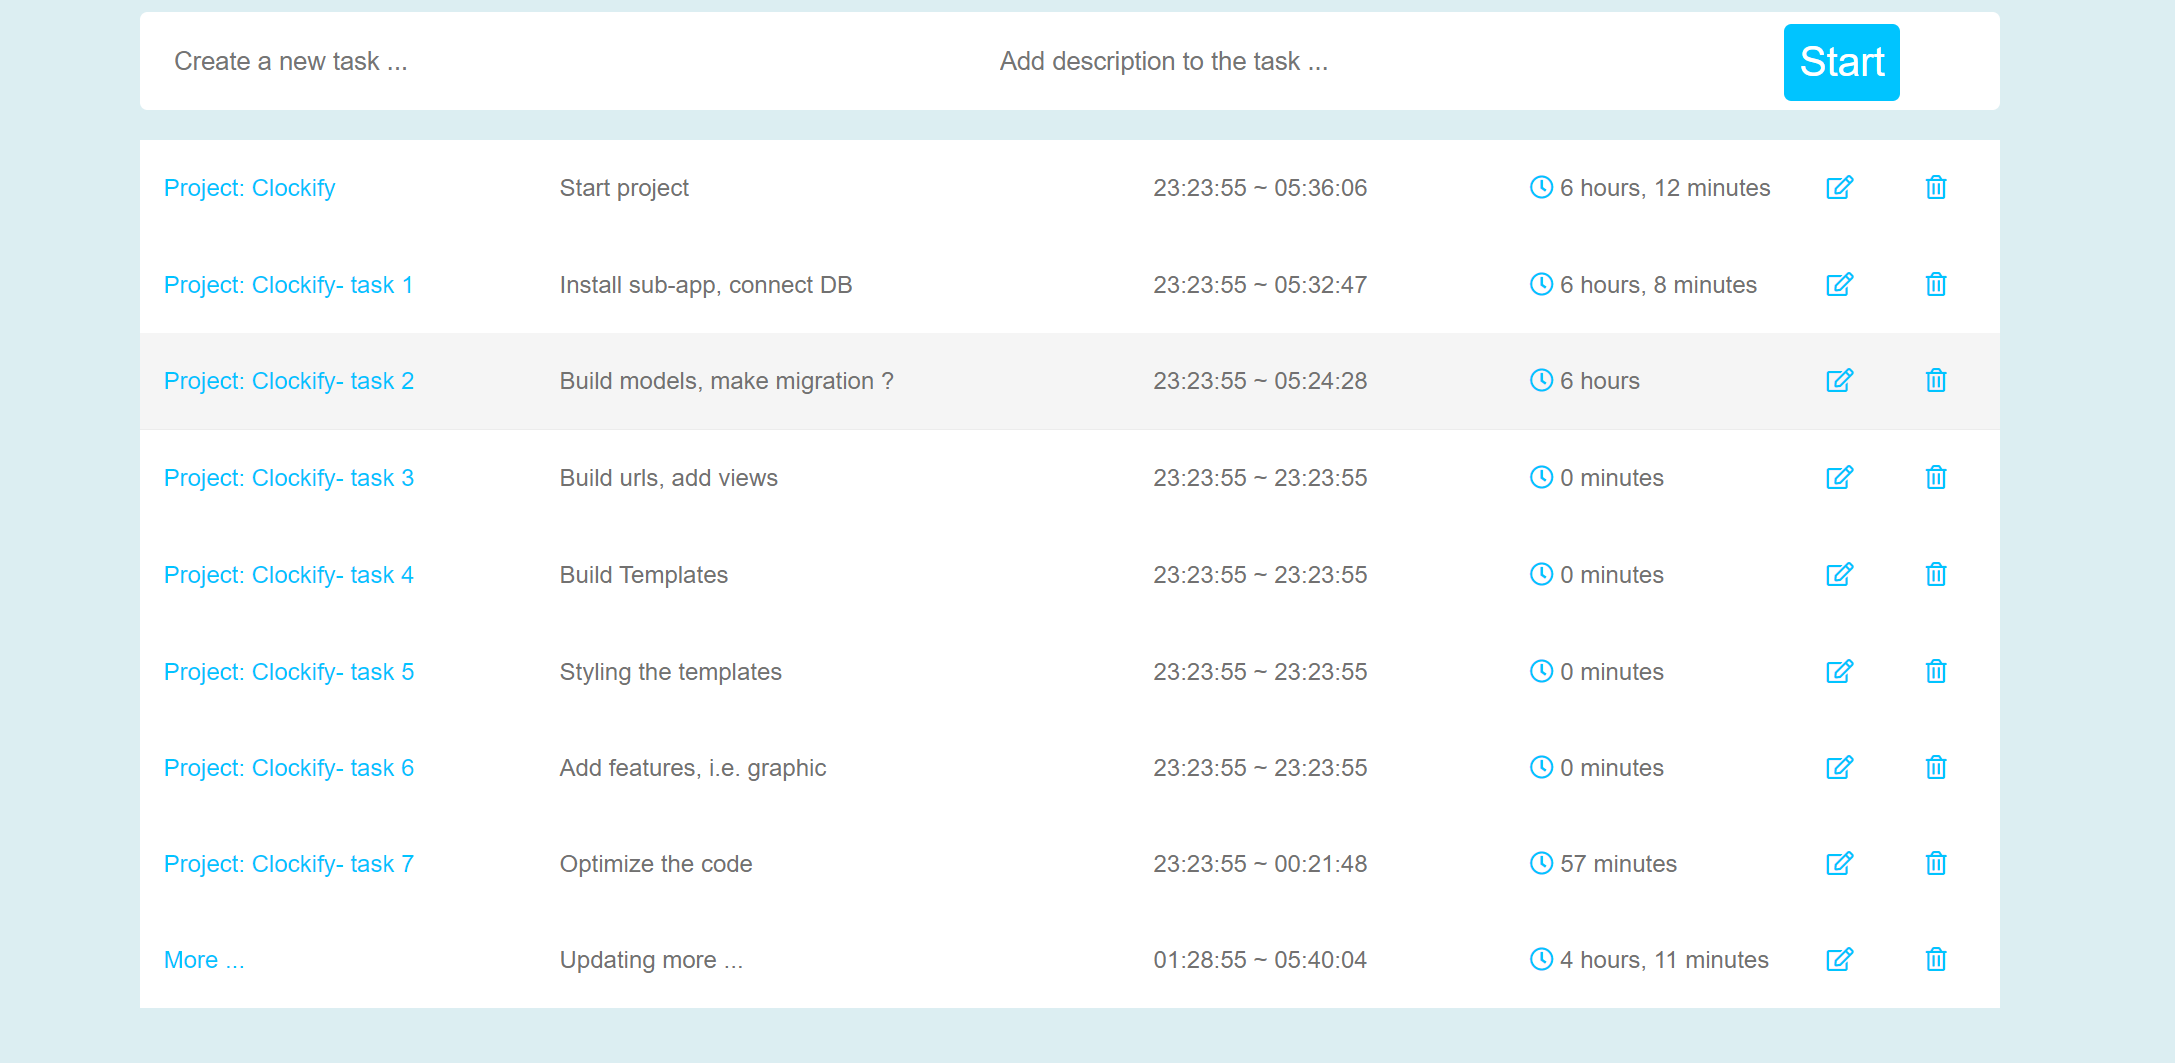 Create a new task ... Add description to the task ... Start
Project: Clockify Start project 23:23:55 ~ 05:36:06 6 hours, 12 minutes
Project: Clockify- task 1 Install sub-app, connect DB 23:23:55 ~ 05:32:47 6 hours, 8 minutes
Project: Clockify- task 2 Build models, make migration ? 23:23:55 ~ 05:24:28 6 hours
Project: Clockify- task 3 Build urls, add views 23:23:55 ~ 23:23:55 0 minutes
Project: Clockify- task 4 Build Templates 23:23:55 ~ 23:23:55 0 minutes
Project: Clockify- task 5 Styling the templates 23:23:55 ~ 23:23:55 0 minutes
Project: Clockify- task 6 Add features, i.e. graphic 23:23:55 ~ 23:23:55 0 minutes
Project: Clockify- task 7 Optimize the code 23:23:55 ~ 00:21:48 57 minutes
More ... Updating more ... 01:28:55 ~ 05:40:04 4 hours, 11 minutes